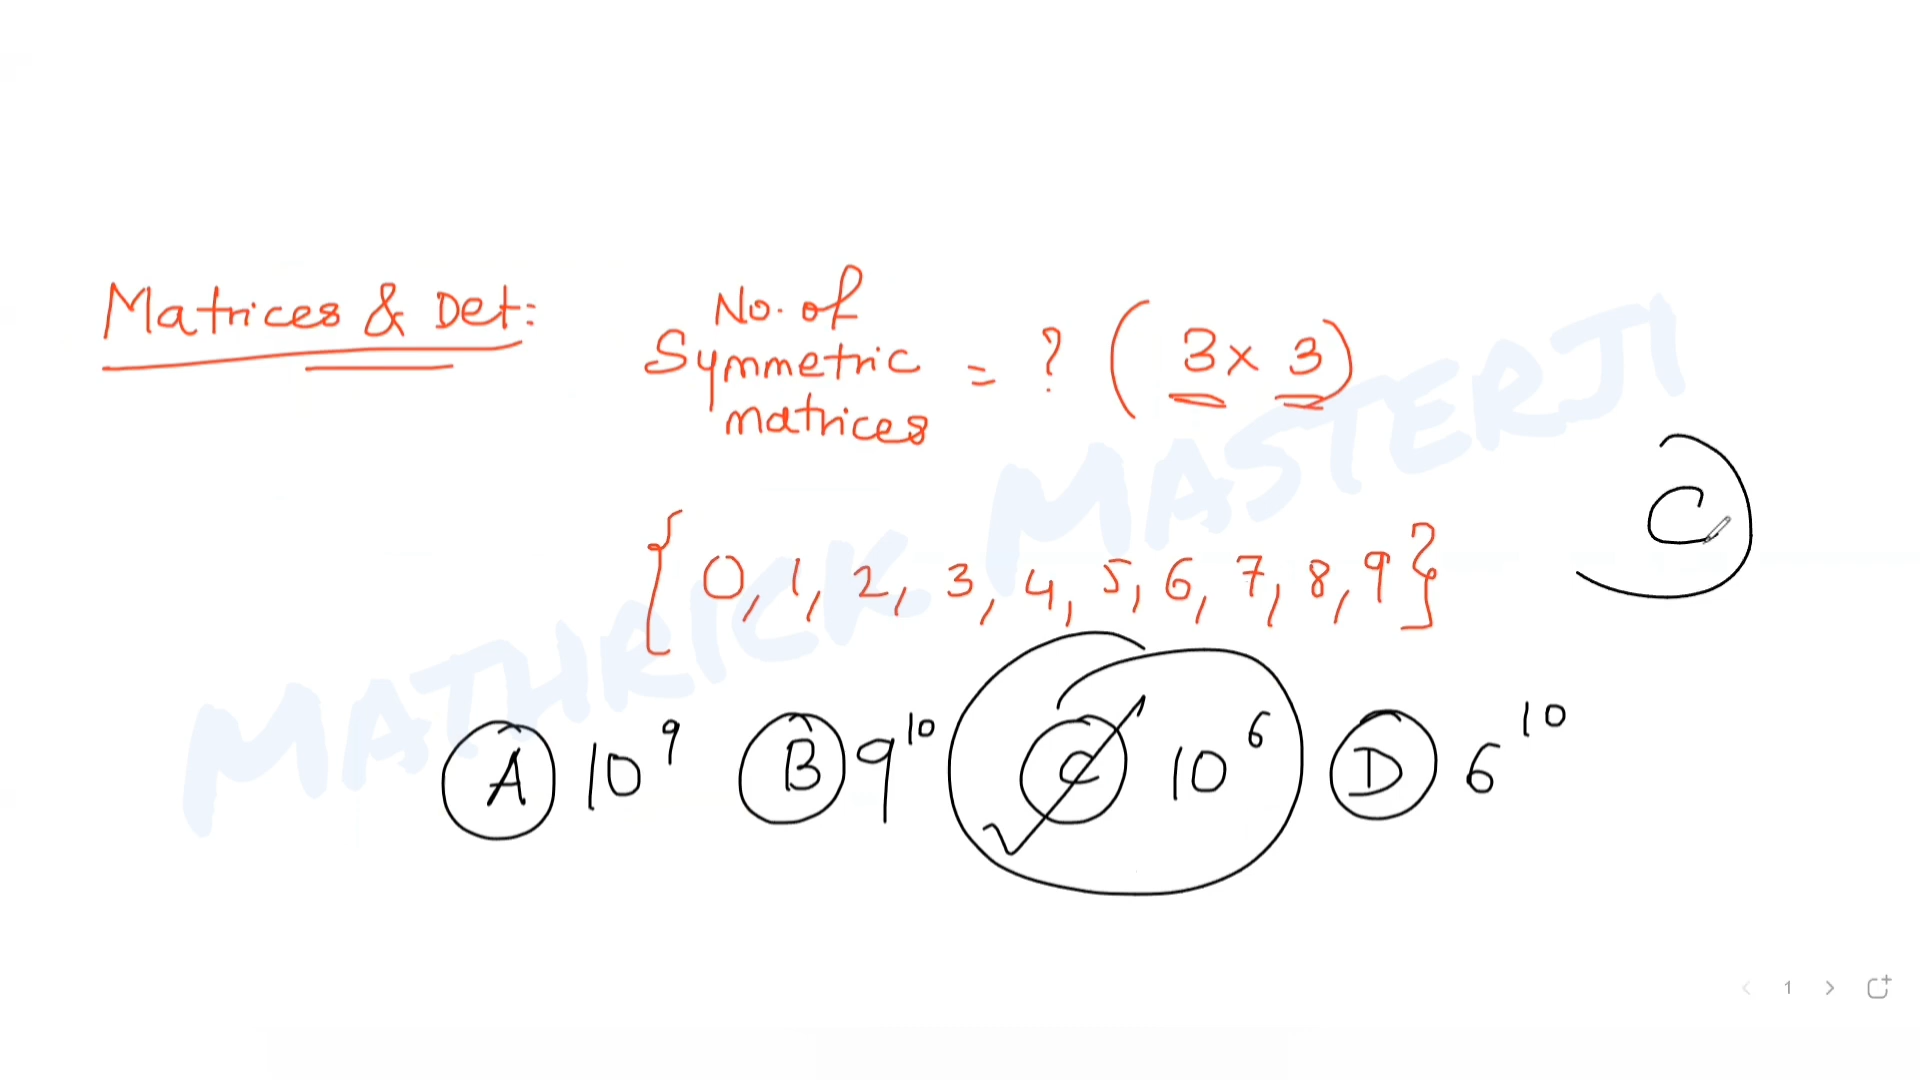 Matrices & Det:
No. of
Symmetric = ? (3 x 3)
matrices
C
{0, 1, 2, 3, 4, 5, 6, 7, 8, 9}
A 10^9 B 9^10 C 10^6 D 6^10
MATHRICK MASTERJI
1